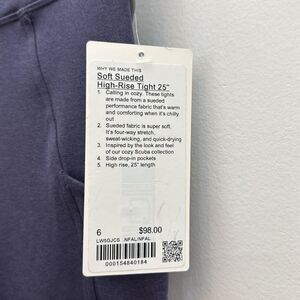 WHY WE MADE THIS
Soft Sueded
High-Rise Tight 25"
1. Calling in cozy. These tights
are made from a sueded
performance fabric that's warm
and comforting when it's chilly
out
2. Sueded fabric is super soft.
It's four-way stretch,
sweat-wicking, and quick-drying
3. Inspired by the look and feel
of our cozy Scuba collection
4. Side drop-in pockets
5. High rise, 25" length
6 $98.00
LW5GJCS NFAL/NFAL
000154840184